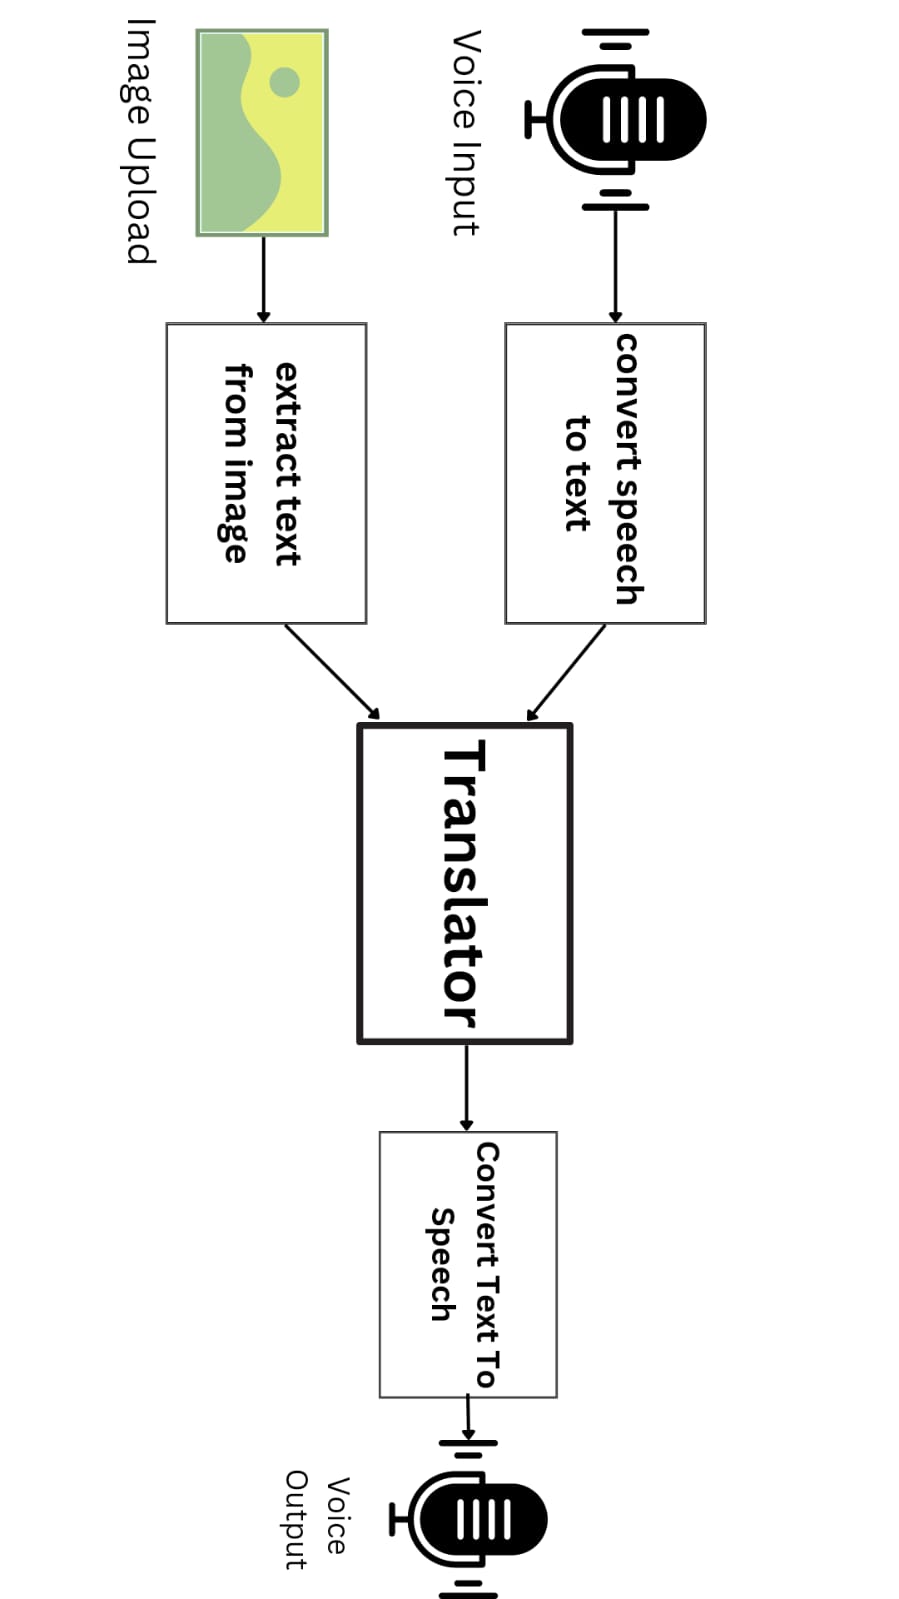 Voice Input
convert speech
to text
Image Upload
extract text
from image
Translator
Convert Text To
Speech
Voice
Output